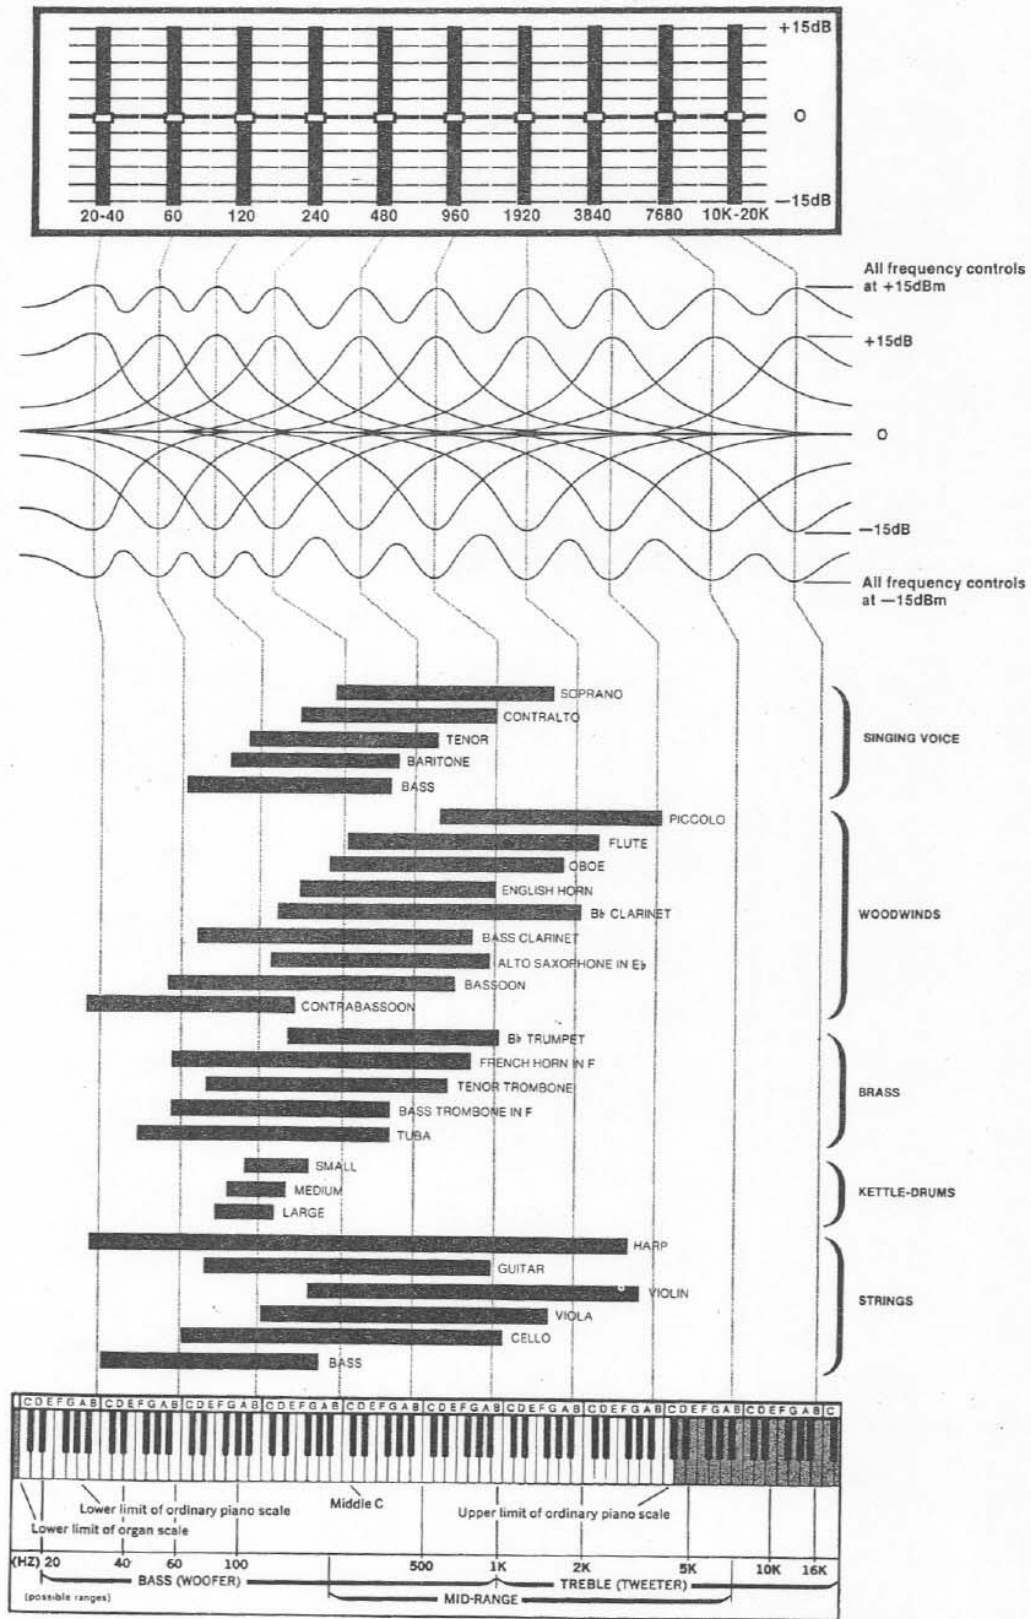 +15dB
0
−15dB
20-40 60 120 240 480 960 1920 3840 7680 10K-20K
All frequency controls
at +15dBm
+15dB
0
−15dB
All frequency controls
at −15dBm
SOPRANO
CONTRALTO
TENOR
BARITONE
BASS
SINGING VOICE
PICCOLO
FLUTE
OBOE
ENGLISH HORN
B♭ CLARINET
BASS CLARINET
ALTO SAXOPHONE IN E♭
BASSOON
CONTRABASSOON
WOODWINDS
B♭ TRUMPET
FRENCH HORN IN F
TENOR TROMBONE
BASS TROMBONE IN F
TUBA
BRASS
SMALL
MEDIUM
LARGE
KETTLE-DRUMS
HARP
GUITAR
VIOLIN
VIOLA
CELLO
BASS
STRINGS
C D E F G A B C D E F G A B C D E F G A B C D E F G A B C D E F G A B C D E F G A B C D E F G A B C D E F G A B C D E F G A B C D E F G A B C
Lower limit of ordinary piano scale
Middle C
Upper limit of ordinary piano scale
Lower limit of organ scale
(HZ) 20 40 60 100 500 1K 2K 5K 10K 16K
BASS (WOOFER)
TREBLE (TWEETER)
(possible ranges)
MID-RANGE